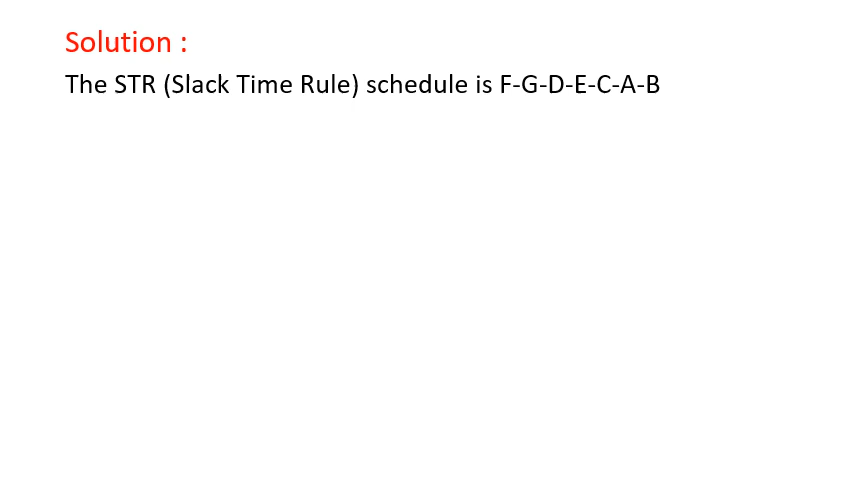 Solution :
The STR (Slack Time Rule) schedule is F-G-D-E-C-A-B